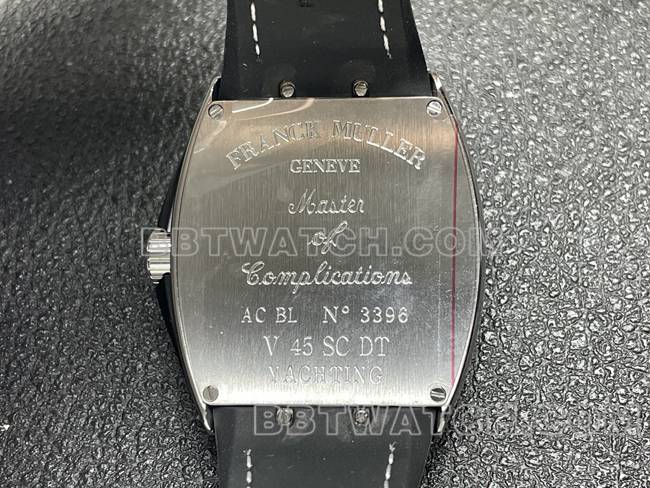 FRANCK MULLER
GENEVE
Master
of
Complications
BBTWATCH.COM
AC BL N° 3396
V 45 SC DT
YACHTING
BBTWATCH.COM